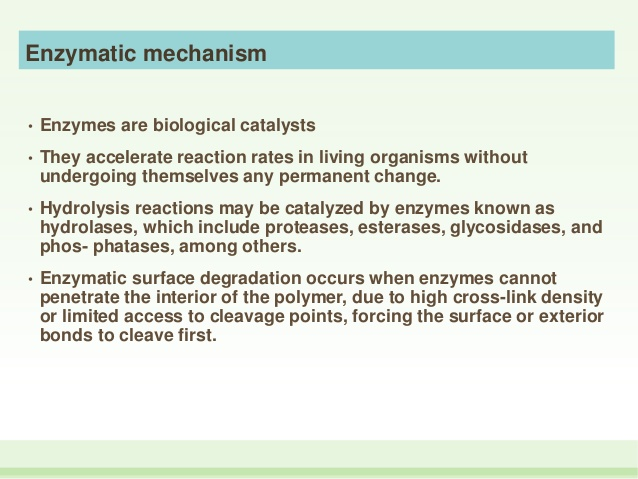 Enzymatic mechanism
• Enzymes are biological catalysts
• They accelerate reaction rates in living organisms without
undergoing themselves any permanent change.
• Hydrolysis reactions may be catalyzed by enzymes known as
hydrolases, which include proteases, esterases, glycosidases, and
phos- phatases, among others.
• Enzymatic surface degradation occurs when enzymes cannot
penetrate the interior of the polymer, due to high cross-link density
or limited access to cleavage points, forcing the surface or exterior
bonds to cleave first.